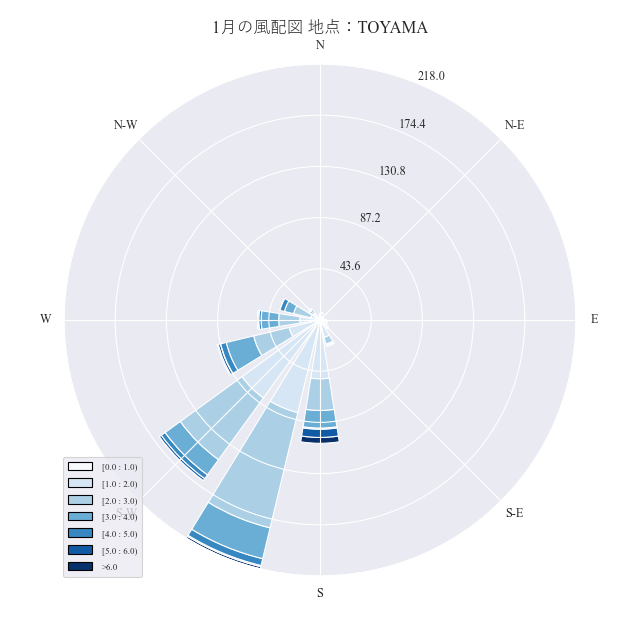 1月の風配図 地点：TOYAMA
N
218.0
N-W
174.4
N-E
130.8
87.2
43.6
W
E
[0.0 : 1.0)
[1.0 : 2.0)
[2.0 : 3.0)
[3.0 : 4.0)
S-W
S-E
[4.0 : 5.0)
[5.0 : 6.0)
>6.0
S